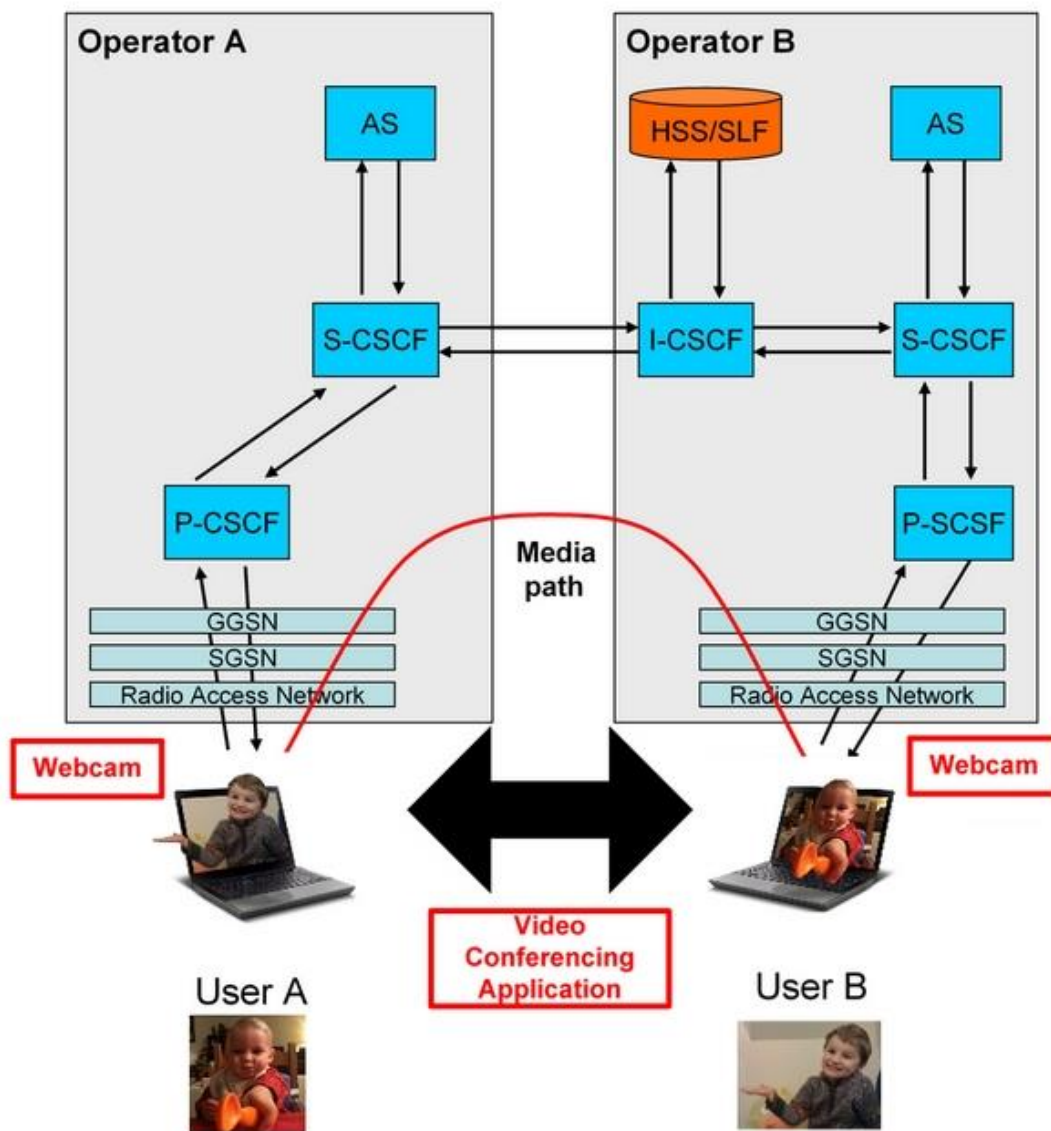 Operator A
Operator B
AS
HSS/SLF
AS
S-CSCF
I-CSCF
S-CSCF
P-CSCF
P-SCSF
Media
path
GGSN
GGSN
SGSN
SGSN
Radio Access Network
Radio Access Network
Webcam
Webcam
Video
Conferencing
Application
User A
User B